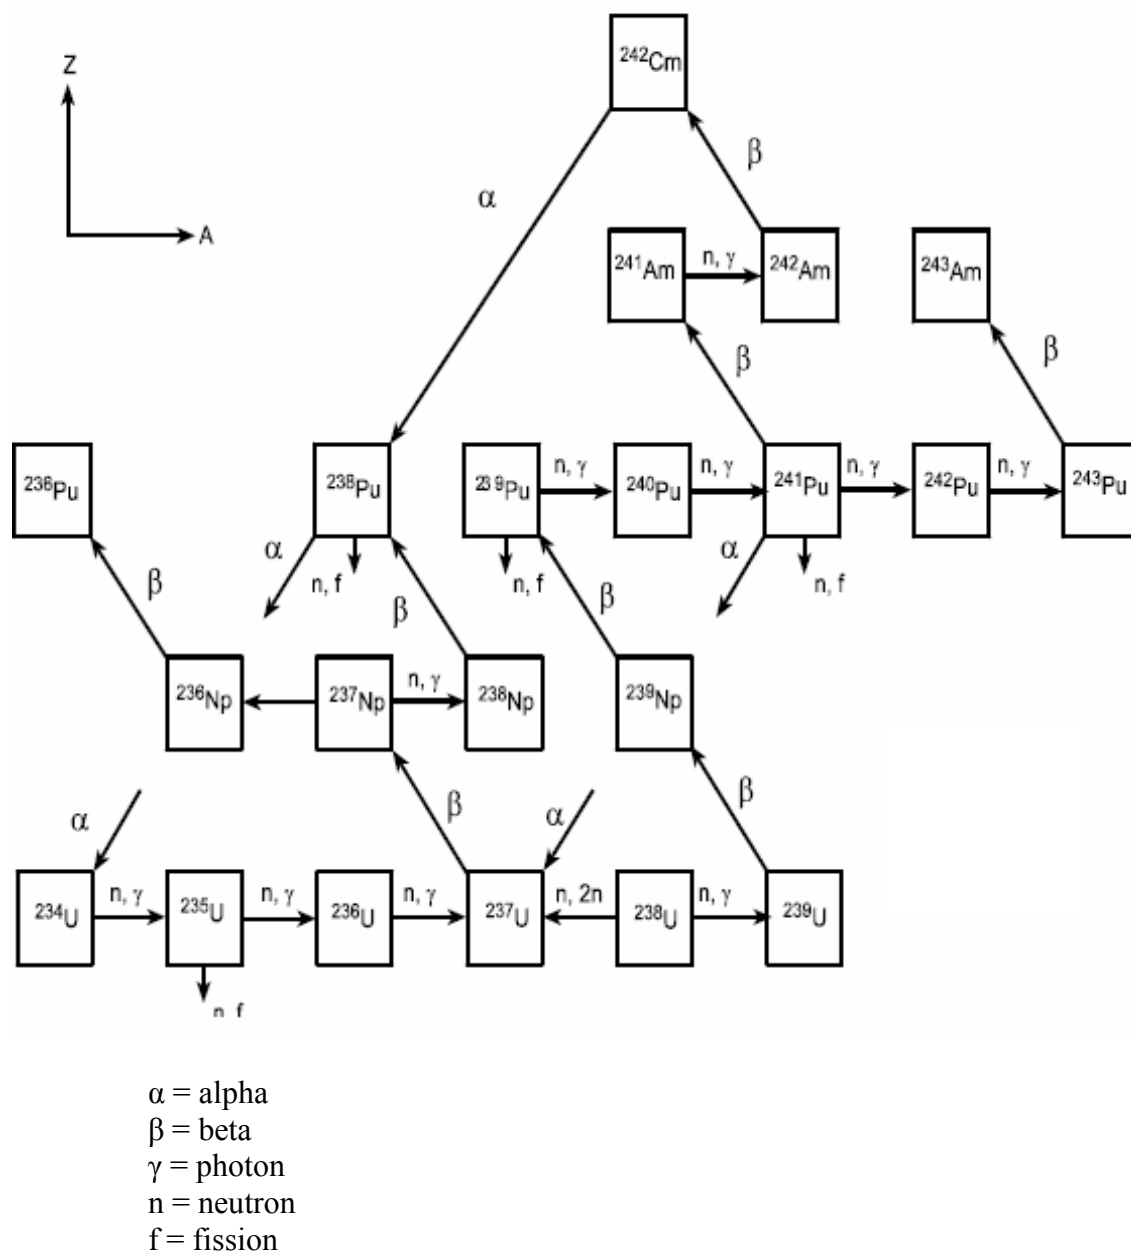 ²⁴²Cm
Z
β
α
A
²⁴¹Am
n, γ
²⁴²Am
²⁴³Am
β
β
²³⁶Pu
²³⁸Pu
²³⁹Pu
n, γ
²⁴⁰Pu
n, γ
²⁴¹Pu
n, γ
²⁴²Pu
n, γ
²⁴³Pu
α
α
n, f
n, f
n, f
β
β
β
²³⁶Np
²³⁷Np
n, γ
²³⁸Np
²³⁹Np
α
β
α
β
²³⁴U
n, γ
²³⁵U
n, γ
²³⁶U
n, γ
²³⁷U
n, 2n
²³⁸U
n, γ
²³⁹U
n, f
α = alpha
β = beta
γ = photon
n = neutron
f = fission